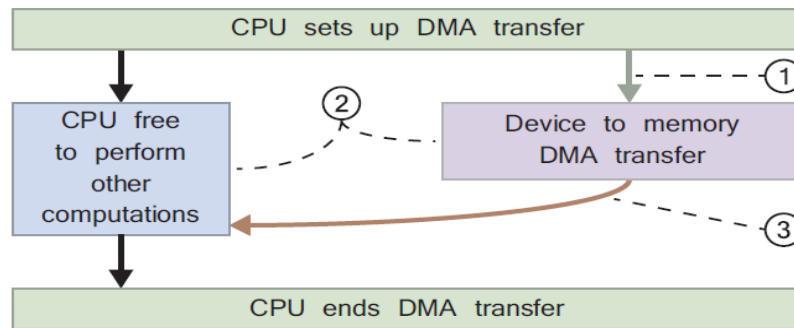 CPU sets up DMA transfer
1
2
CPU free
to perform
other
computations
Device to memory
DMA transfer
3
CPU ends DMA transfer